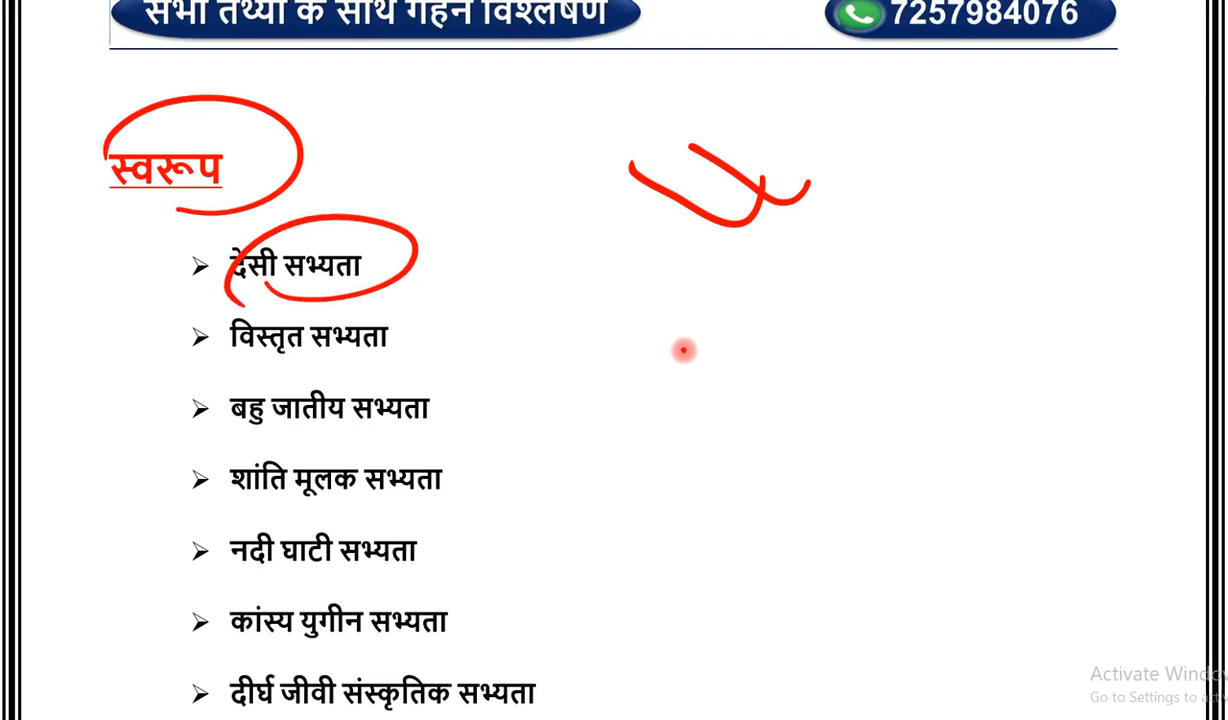 सभी तथ्यों के साथ गहन विश्लेषण
7257984076
स्वरूप
➢ देसी सभ्यता
➢ विस्तृत सभ्यता
➢ बहु जातीय सभ्यता
➢ शांति मूलक सभ्यता
➢ नदी घाटी सभ्यता
➢ कांस्य युगीन सभ्यता
➢ दीर्घ जीवी संस्कृतिक सभ्यता
Activate Windo
Go to Settings to acti